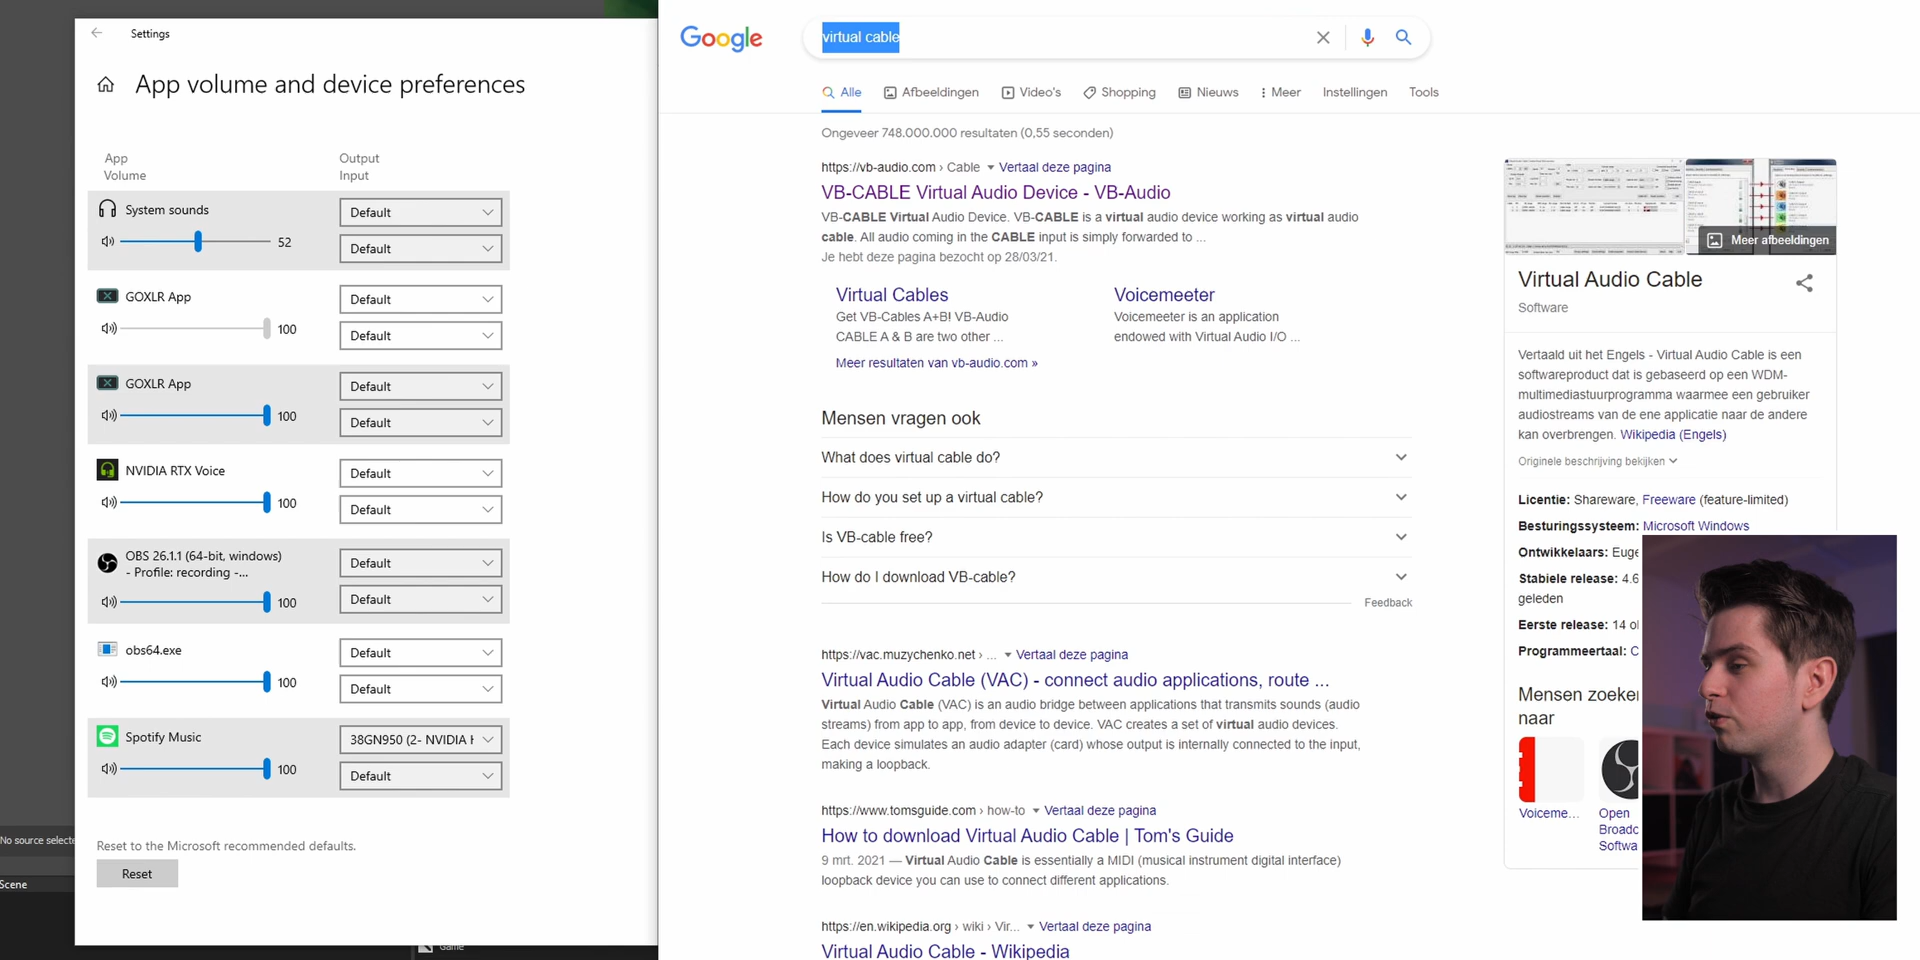 Settings
App volume and device preferences
App
Volume
Output
Input
System sounds
52
Default
Default
GOXLR App
100
Default
Default
GOXLR App
100
Default
Default
NVIDIA RTX Voice
100
Default
Default
OBS 26.1.1 (64-bit, windows)
- Profile: recording -...
100
Default
Default
obs64.exe
100
Default
Default
Spotify Music
100
38GN950 (2- NVIDIA H
Default
Reset to the Microsoft recommended defaults.
Reset
No source selecte
Scene
Game
Google
virtual cable
Alle Afbeeldingen Video's Shopping Nieuws Meer Instellingen Tools
Ongeveer 748.000.000 resultaten (0,55 seconden)
https://vb-audio.com › Cable Vertaal deze pagina
VB-CABLE Virtual Audio Device - VB-Audio
VB-CABLE Virtual Audio Device. VB-CABLE is a virtual audio device working as virtual audio
cable. All audio coming in the CABLE input is simply forwarded to ...
Je hebt deze pagina bezocht op 28/03/21.
Virtual Cables
Get VB-Cables A+B! VB-Audio
CABLE A & B are two other ...
Voicemeeter
Voicemeeter is an application
endowed with Virtual Audio I/O ...
Meer resultaten van vb-audio.com »
Mensen vragen ook
What does virtual cable do?
How do you set up a virtual cable?
Is VB-cable free?
How do I download VB-cable?
Feedback
https://vac.muzychenko.net › ... Vertaal deze pagina
Virtual Audio Cable (VAC) - connect audio applications, route ...
Virtual Audio Cable (VAC) is an audio bridge between applications that transmits sounds (audio
streams) from app to app, from device to device. VAC creates a set of virtual audio devices.
Each device simulates an audio adapter (card) whose output is internally connected to the input,
making a loopback.
https://www.tomsguide.com › how-to Vertaal deze pagina
How to download Virtual Audio Cable | Tom's Guide
9 mrt. 2021 — Virtual Audio Cable is essentially a MIDI (musical instrument digital interface)
loopback device you can use to connect different applications.
https://en.wikipedia.org › wiki › Vir... Vertaal deze pagina
Virtual Audio Cable - Wikipedia
Meer afbeeldingen
Virtual Audio Cable
Software
Vertaald uit het Engels - Virtual Audio Cable is een
softwareproduct dat is gebaseerd op een WDM-
multimediastuurprogramma waarmee een gebruiker
audiostreams van de ene applicatie naar de andere
kan overbrengen. Wikipedia (Engels)
Originele beschrijving bekijken
Licentie: Shareware, Freeware (feature-limited)
Besturingssysteem: Microsoft Windows
Ontwikkelaars: Euge
Stabiele release: 4.6
geleden
Eerste release: 14 o
Programmeertaal: C
Mensen zoeken
naar
Voiceme...
Open
Broadc
Softwa